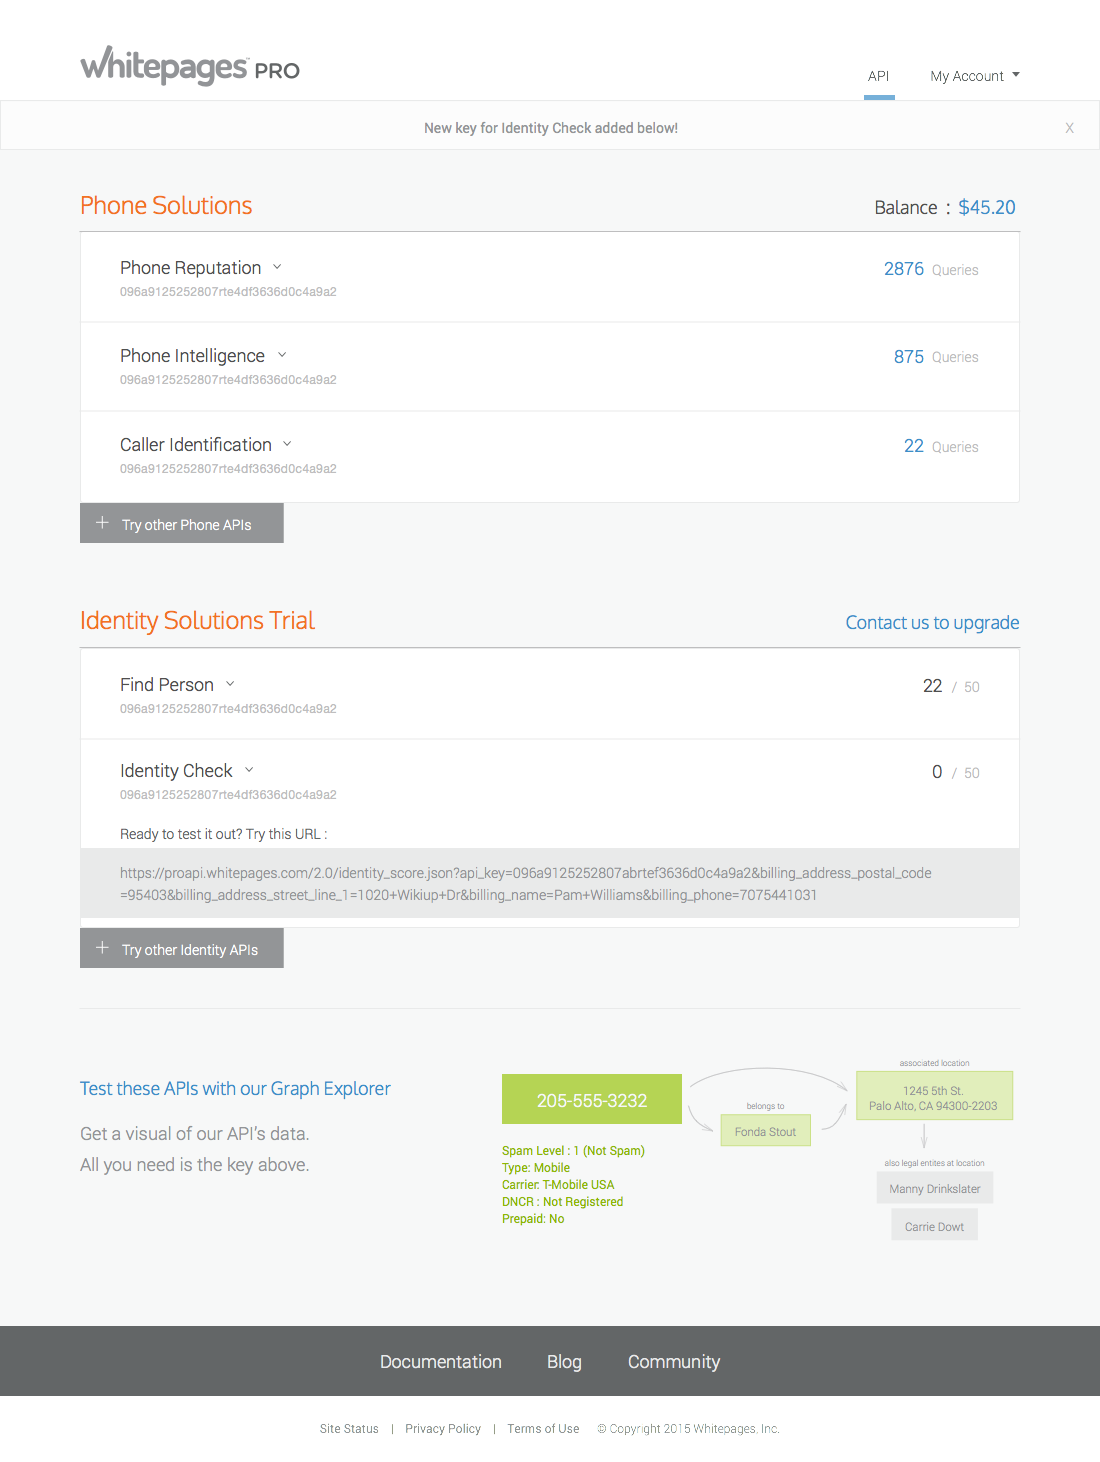 whitepages PRO
API
My Account
New key for Identity Check added below!
X
Phone Solutions
Balance : $45.20
Phone Reputation
2876 Queries
096a9125252807rte4df3636d0c4a9a2
Phone Intelligence
875 Queries
096a9125252807rte4df3636d0c4a9a2
Caller Identification
22 Queries
096a9125252807rte4df3636d0c4a9a2
+ Try other Phone APIs
Identity Solutions Trial
Contact us to upgrade
Find Person
22 / 50
096a9125252807rte4df3636d0c4a9a2
Identity Check
0 / 50
096a9125252807rte4df3636d0c4a9a2
Ready to test it out? Try this URL :
https://proapi.whitepages.com/2.0/identity_score.json?api_key=096a9125252807abrtef3636d0c4a9a2&billing_address_postal_code
=95403&billing_address_street_line_1=1020+Wikiup+Dr&billing_name=Pam+Williams&billing_phone=7075441031
+ Try other Identity APIs
Test these APIs with our Graph Explorer
Get a visual of our API's data.
All you need is the key above.
205-555-3232
Spam Level : 1 (Not Spam)
Type: Mobile
Carrier: T-Mobile USA
DNCR : Not Registered
Prepaid: No
belongs to
Fonda Stout
associated location
1245 5th St.
Palo Alto, CA 94300-2203
also legal entites at location
Manny Drinkslater
Carrie Dowt
Documentation
Blog
Community
Site Status | Privacy Policy | Terms of Use © Copyright 2015 Whitepages, Inc.